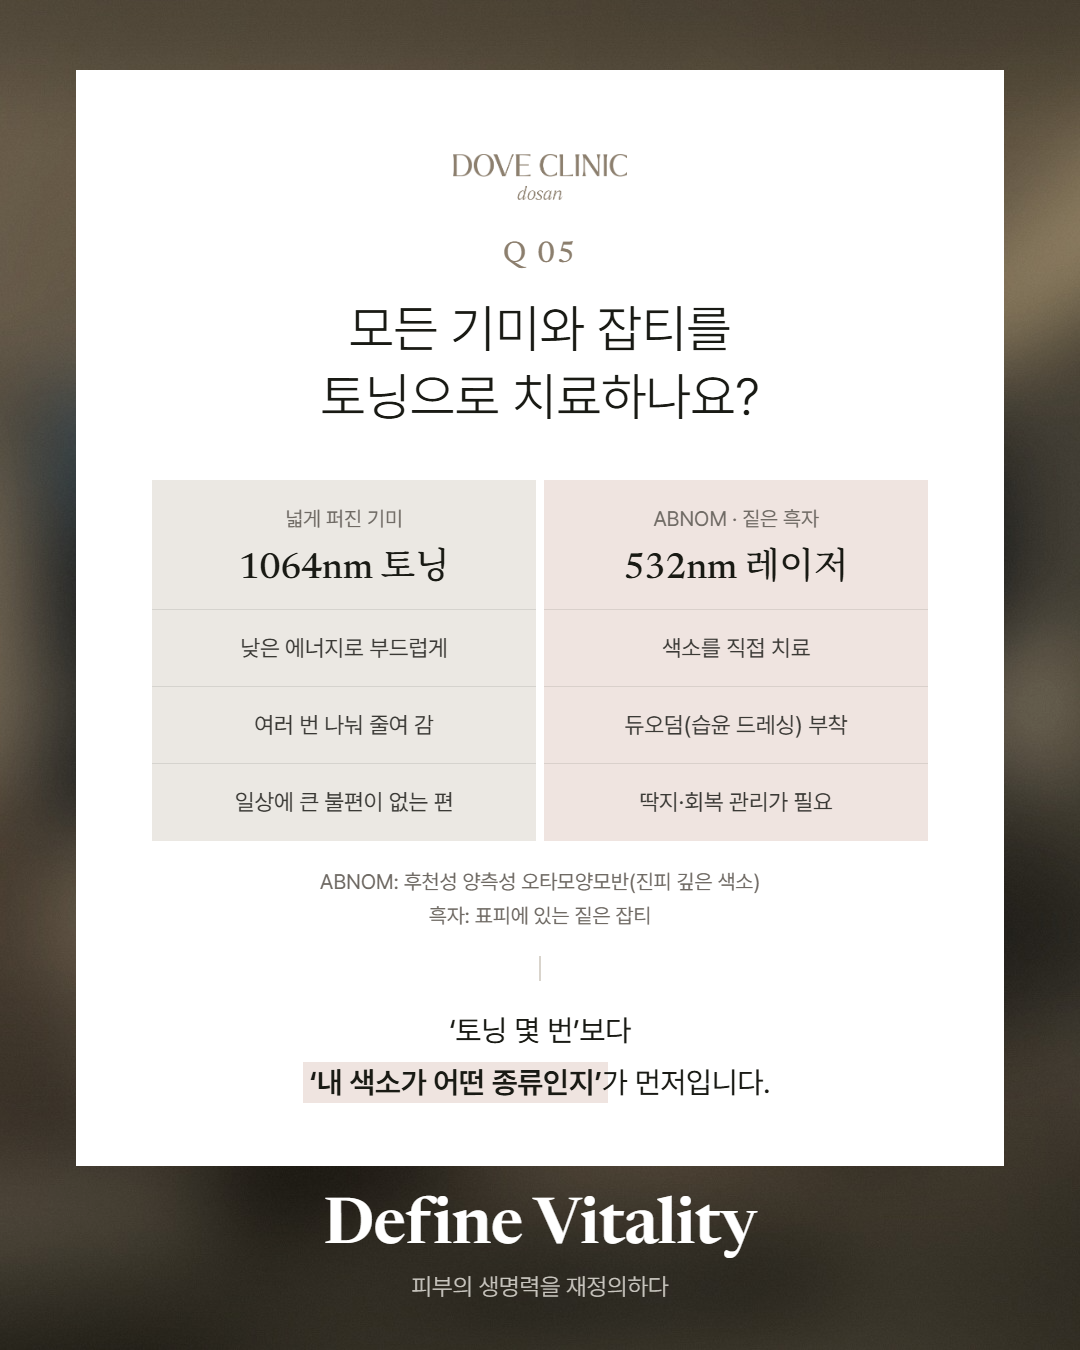 DOVE CLINIC
dosan
Q 05
모든 기미와 잡티를
토닝으로 치료하나요?
넓게 퍼진 기미
1064nm 토닝
낮은 에너지로 부드럽게
여러 번 나눠 줄여 감
일상에 큰 불편이 없는 편
ABNOM · 짙은 흑자
532nm 레이저
색소를 직접 치료
듀오덤(습윤 드레싱) 부착
딱지·회복 관리가 필요
ABNOM: 후천성 양측성 오타모양모반(진피 깊은 색소)
흑자: 표피에 있는 짙은 잡티
‘토닝 몇 번’보다
‘내 색소가 어떤 종류인지’가 먼저입니다.
Define Vitality
피부의 생명력을 재정의하다